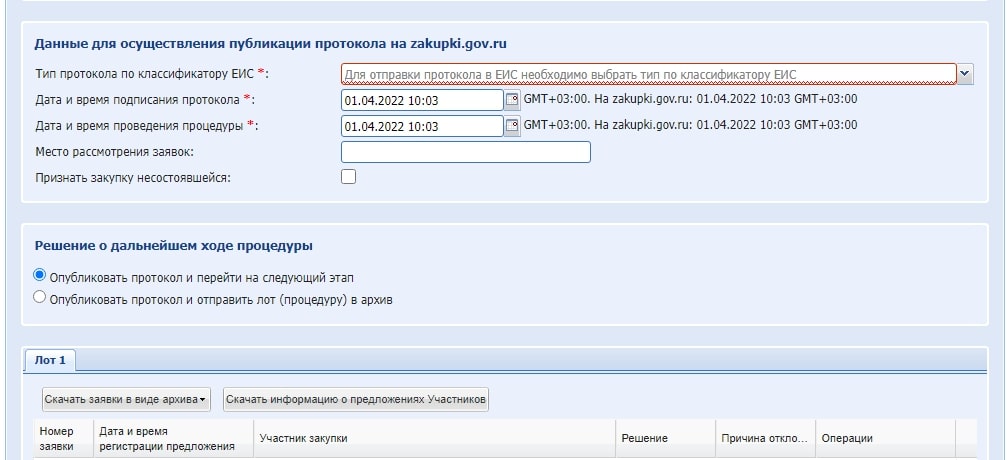 Данные для осуществления публикации протокола на zakupki.gov.ru
Тип протокола по классификатору ЕИС *: Для отправки протокола в ЕИС необходимо выбрать тип по классификатору ЕИС
Дата и время подписания протокола *: 01.04.2022 10:03 GMT+03:00. На zakupki.gov.ru: 01.04.2022 10:03 GMT+03:00
Дата и время проведения процедуры *: 01.04.2022 10:03 GMT+03:00. На zakupki.gov.ru: 01.04.2022 10:03 GMT+03:00
Место рассмотрения заявок:
Признать закупку несостоявшейся:
Решение о дальнейшем ходе процедуры
Опубликовать протокол и перейти на следующий этап
Опубликовать протокол и отправить лот (процедуру) в архив
Лот 1
Скачать заявки в виде архива Скачать информацию о предложениях Участников
Номер заявки Дата и время регистрации предложения Участник закупки Решение Причина откло... Операции